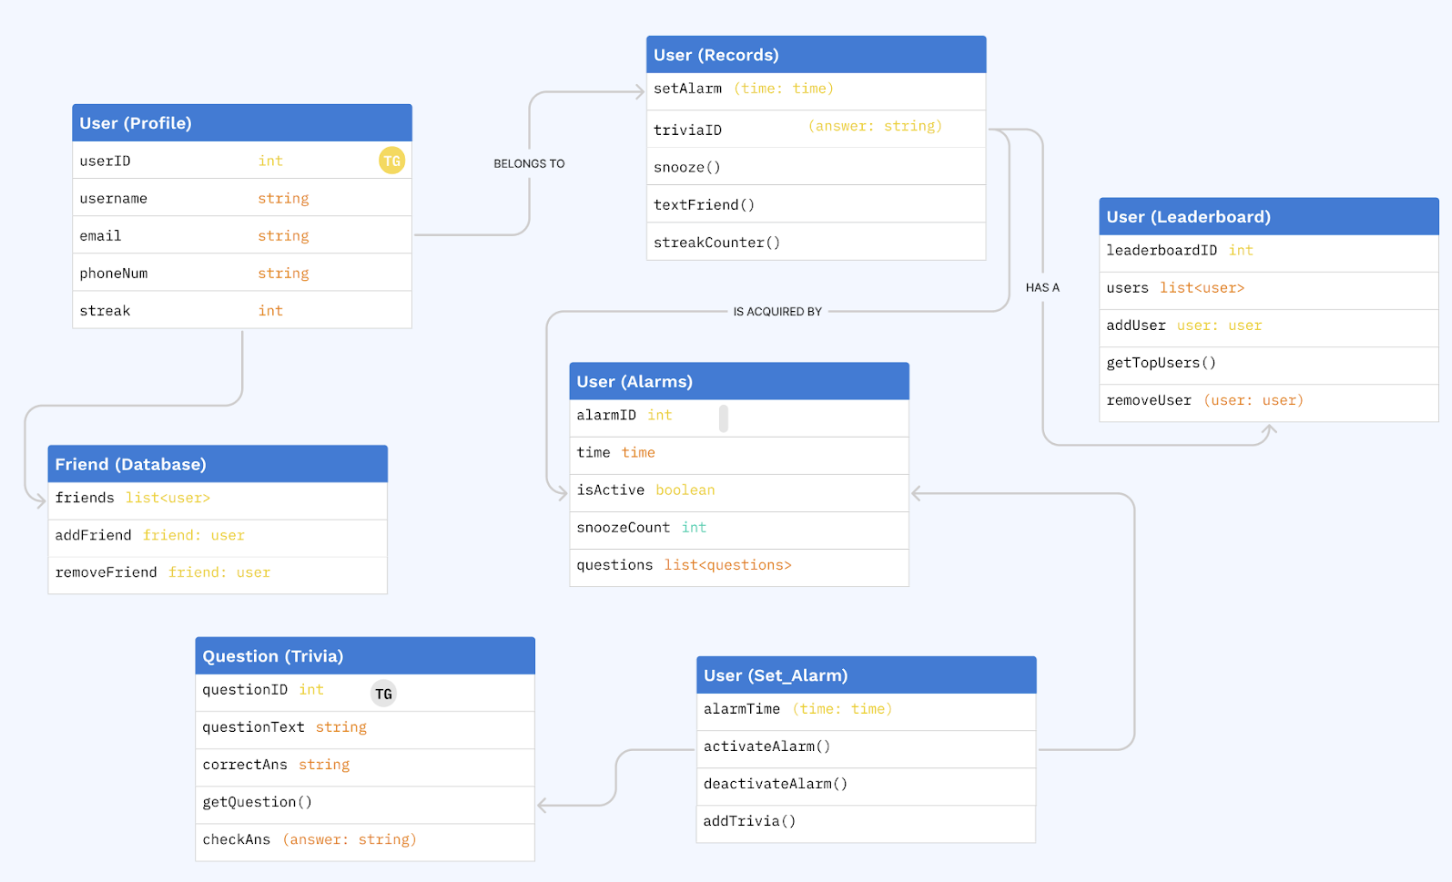 User (Records)
setAlarm (time: time)
triviaID (answer: string)
snooze()
textFriend()
streakCounter()
User (Profile)
userID int TG
username string
email string
phoneNum string
streak int
BELONGS TO
User (Leaderboard)
leaderboardID int
users list<user>
addUser user: user
getTopUsers()
removeUser (user: user)
HAS A
IS ACQUIRED BY
User (Alarms)
alarmID int
time time
isActive boolean
snoozeCount int
questions list<questions>
Friend (Database)
friends list<user>
addFriend friend: user
removeFriend friend: user
Question (Trivia)
questionID int TG
questionText string
correctAns string
getQuestion()
checkAns (answer: string)
User (Set_Alarm)
alarmTime (time: time)
activateAlarm()
deactivateAlarm()
addTrivia()